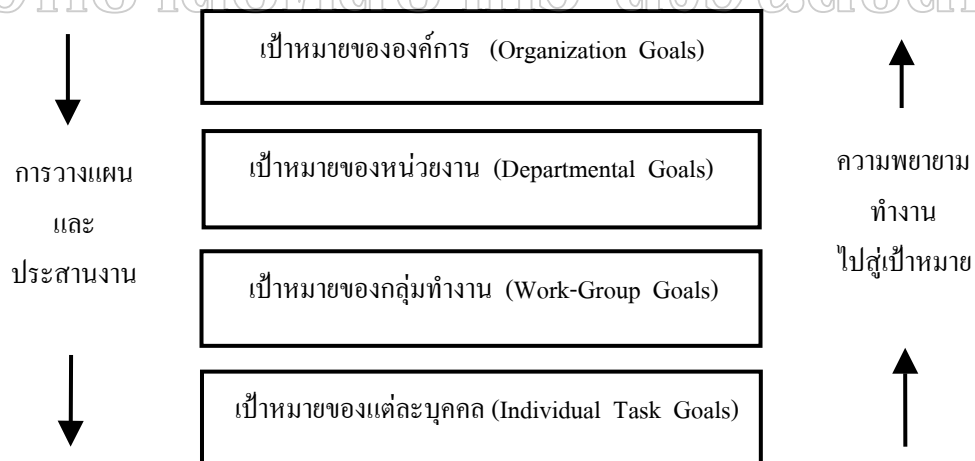 เป้าหมายขององค์การ (Organization Goals)
เป้าหมายของหน่วยงาน (Departmental Goals)
การวางแผน
และ
ประสานงาน
ความพยายาม
ทำงาน
ไปสู่เป้าหมาย
เป้าหมายของกลุ่มทำงาน (Work-Group Goals)
เป้าหมายของแต่ละบุคคล (Individual Task Goals)